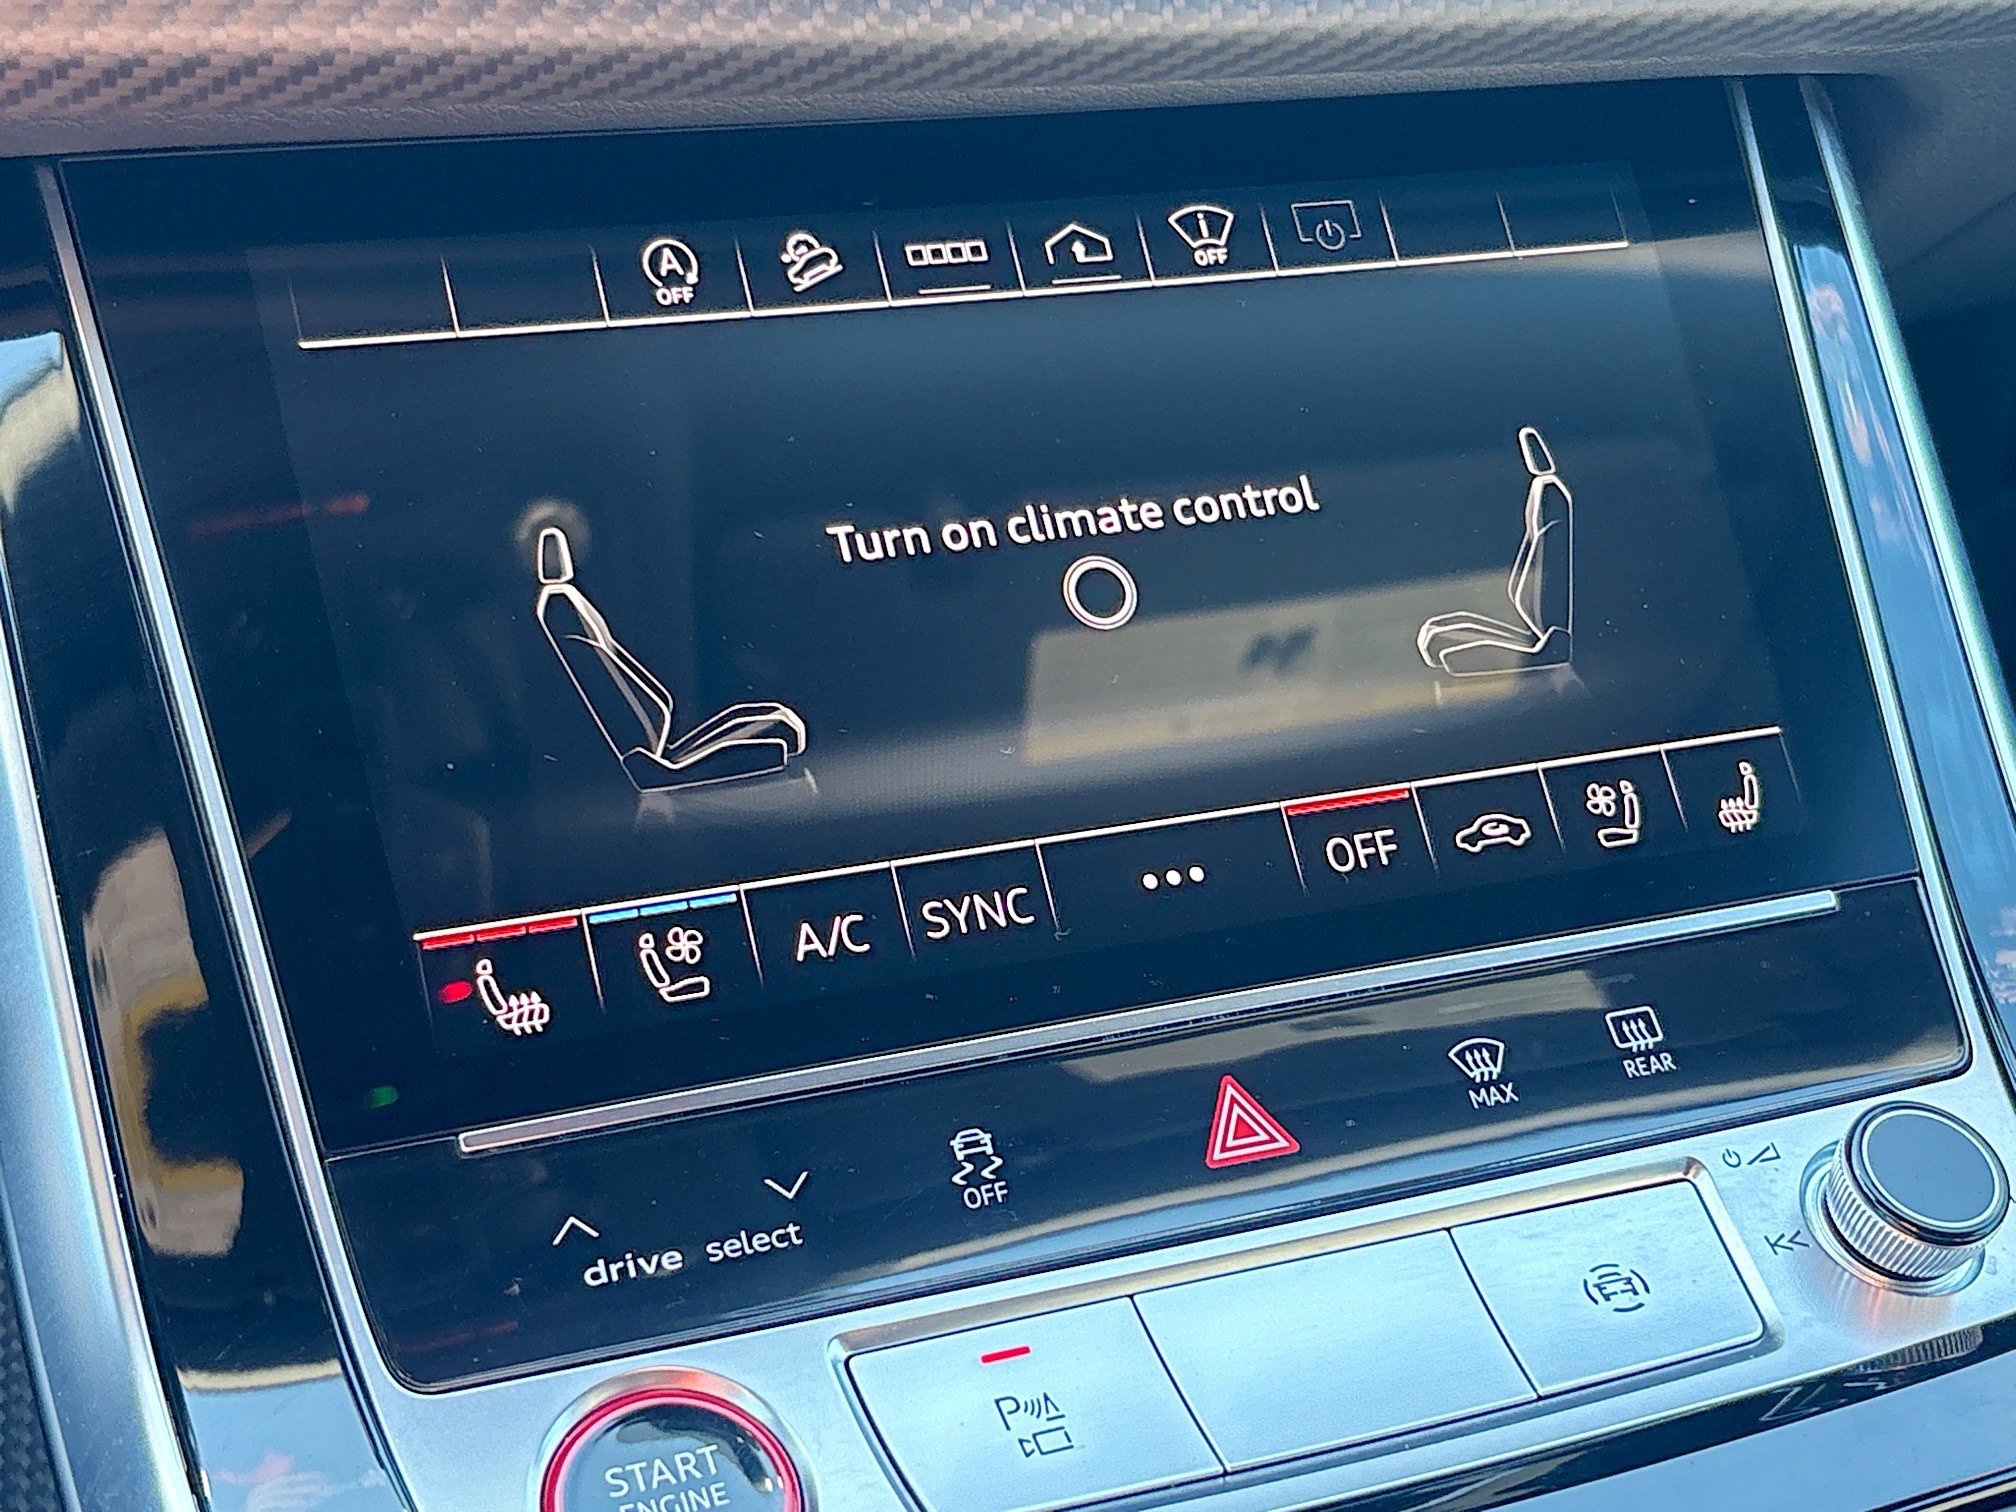 A
OFF
i
OFF
Turn on climate control
A/C
SYNC
•••
OFF
MAX
REAR
OFF
drive select
P
START
ENGINE